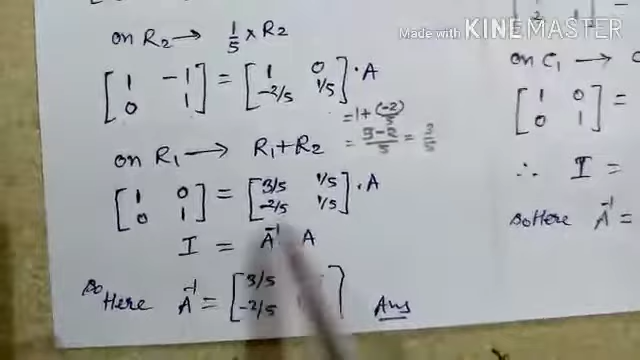 Made with KINEMASTER
on R₂ → 1/5 × R₂
[1 -1; 0 1] = [1 0; -2/5 1/5] · A
= 1 + (-2)/5
= 5-2/5 = 3/5
on R₁ → R₁+R₂
[1 0; 0 1] = [3/5 1/5; -2/5 1/5] · A
I = A⁻¹ A
so Here A⁻¹ = [3/5; -2/5] Ans
on C₁ →
[1 0; 0 1] =
∴ I =
so Here A⁻¹ =